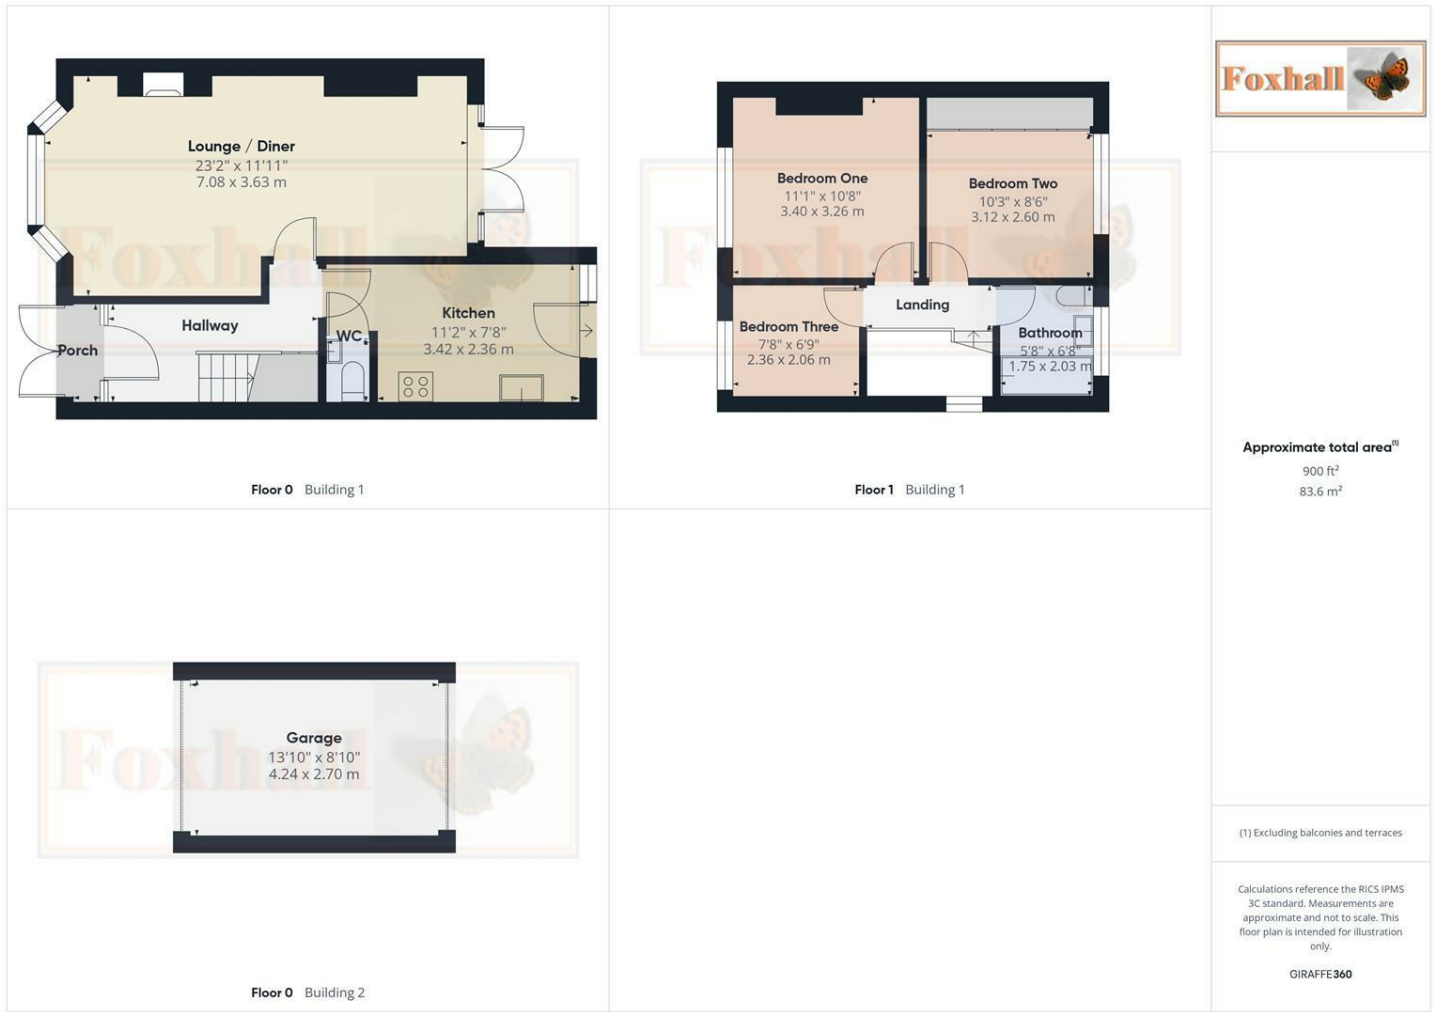 Lounge / Diner
23'2" x 11'11"
7.08 x 3.63 m
Hallway
Porch
WC
Kitchen
11'2" x 7'8"
3.42 x 2.36 m
Floor 0 Building 1
Bedroom One
11'1" x 10'8"
3.40 x 3.26 m
Bedroom Two
10'3" x 8'6"
3.12 x 2.60 m
Landing
Bedroom Three
7'8" x 6'9"
2.36 x 2.06 m
Bathroom
5'8" x 6'8"
1.75 x 2.03 m
Floor 1 Building 1
Garage
13'10" x 8'10"
4.24 x 2.70 m
Floor 0 Building 2
Foxhall
Foxhall
Foxhall
Foxhall
Approximate total area(1)
900 ft²
83.6 m²
(1) Excluding balconies and terraces
Calculations reference the RICS IPMS
3C standard. Measurements are
approximate and not to scale. This
floor plan is intended for illustration
only.
GIRAFFE360